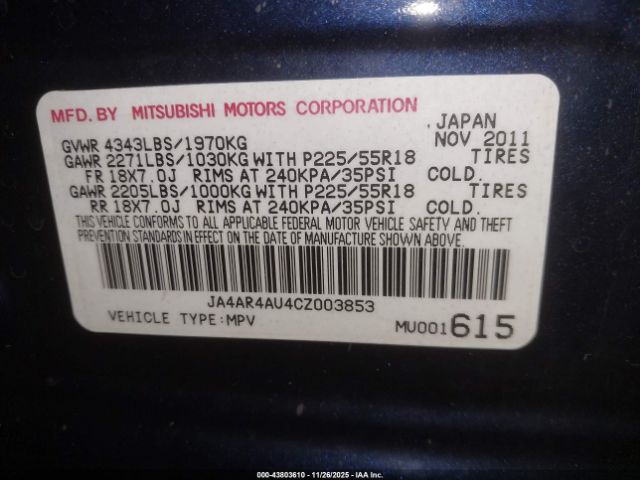 MFD. BY MITSUBISHI MOTORS CORPORATION
, JAPAN
GVWR 4343LBS/1970KG NOV 2011
GAWR 2271LBS/1030KG WITH P225/55R18 TIRES
FR 18X7.0J RIMS AT 240KPA/35PSI COLD.
GAWR 2205LBS/1000KG WITH P225/55R18 TIRES
RR 18X7.0J RIMS AT 240KPA/35PSI COLD.
THIS VEHICLE CONFORMS TO ALL APPLICABLE FEDERAL MOTOR VEHICLE SAFETY AND THEFT
PREVENTION STANDARDS IN EFFECT ON THE DATE OF MANUFACTURE SHOWN ABOVE.
JA4AR4AU4CZ003853
VEHICLE TYPE:MPV MU001615
000-43803610 - 11/26/2025 - IAA Inc.